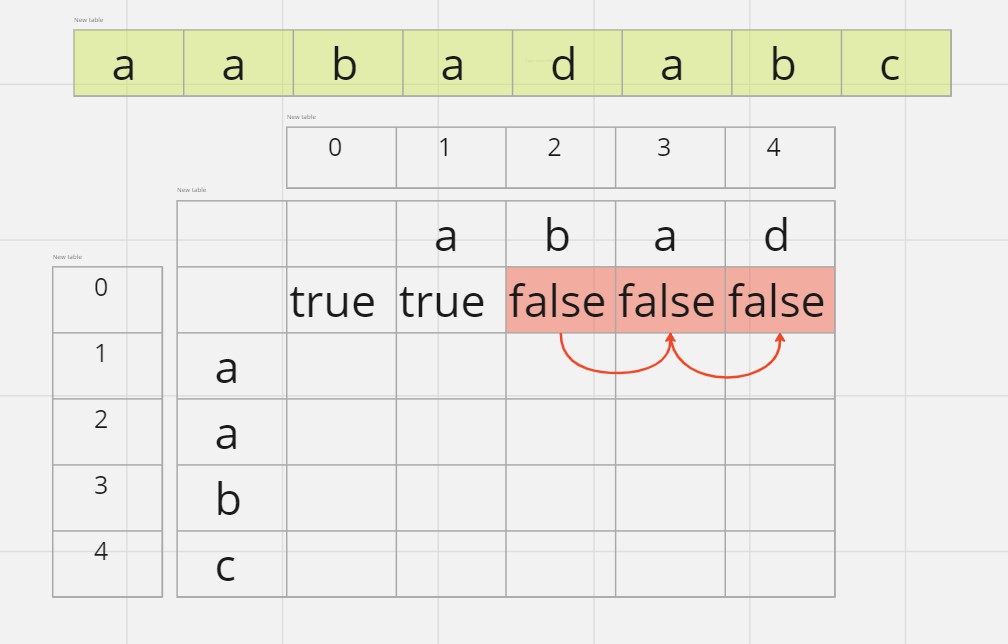 New table
a a b a d a b c
New table
0 1 2 3 4
New table
a b a d
New table
0 true true false false false
1 a
2 a
3 b
4 c